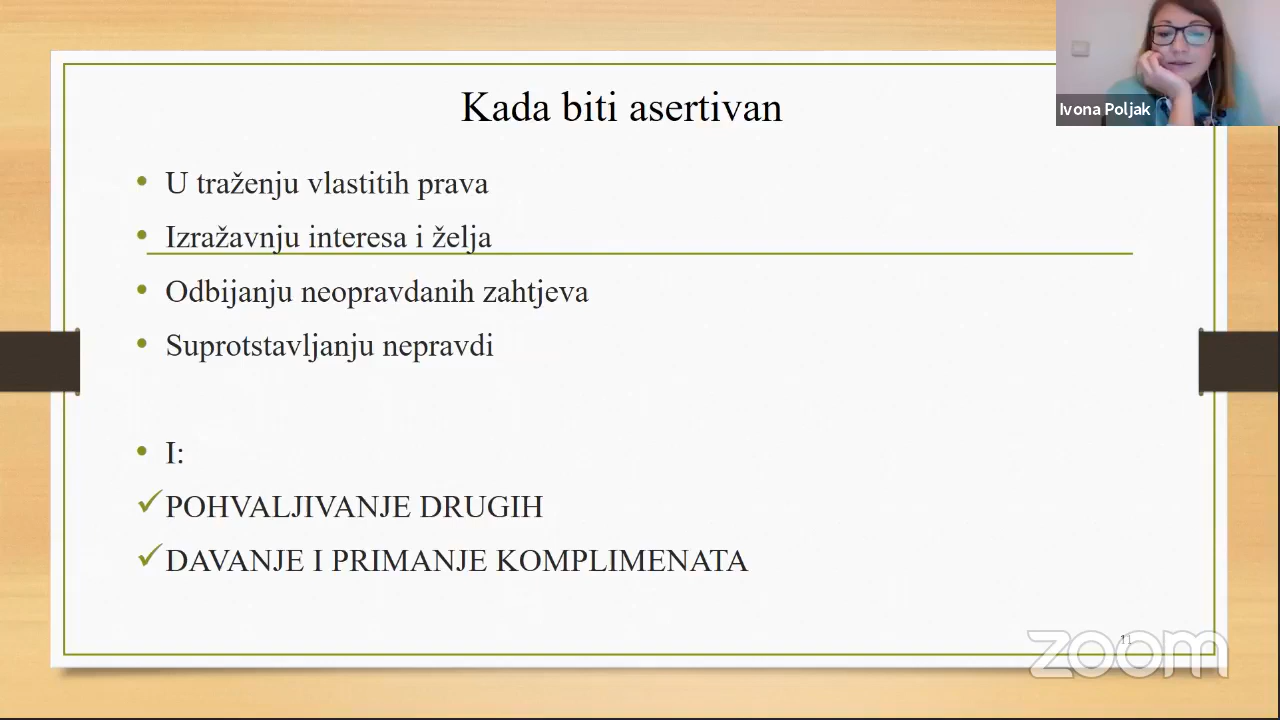 Kada biti asertivan
Ivona Poljak
U traženju vlastitih prava
Izražavnju interesa i želja
Odbijanju neopravdanih zahtjeva
Suprotstavljanju nepravdi
I:
POHVALJIVANJE DRUGIH
DAVANJE I PRIMANJE KOMPLIMENATA
11
zoom